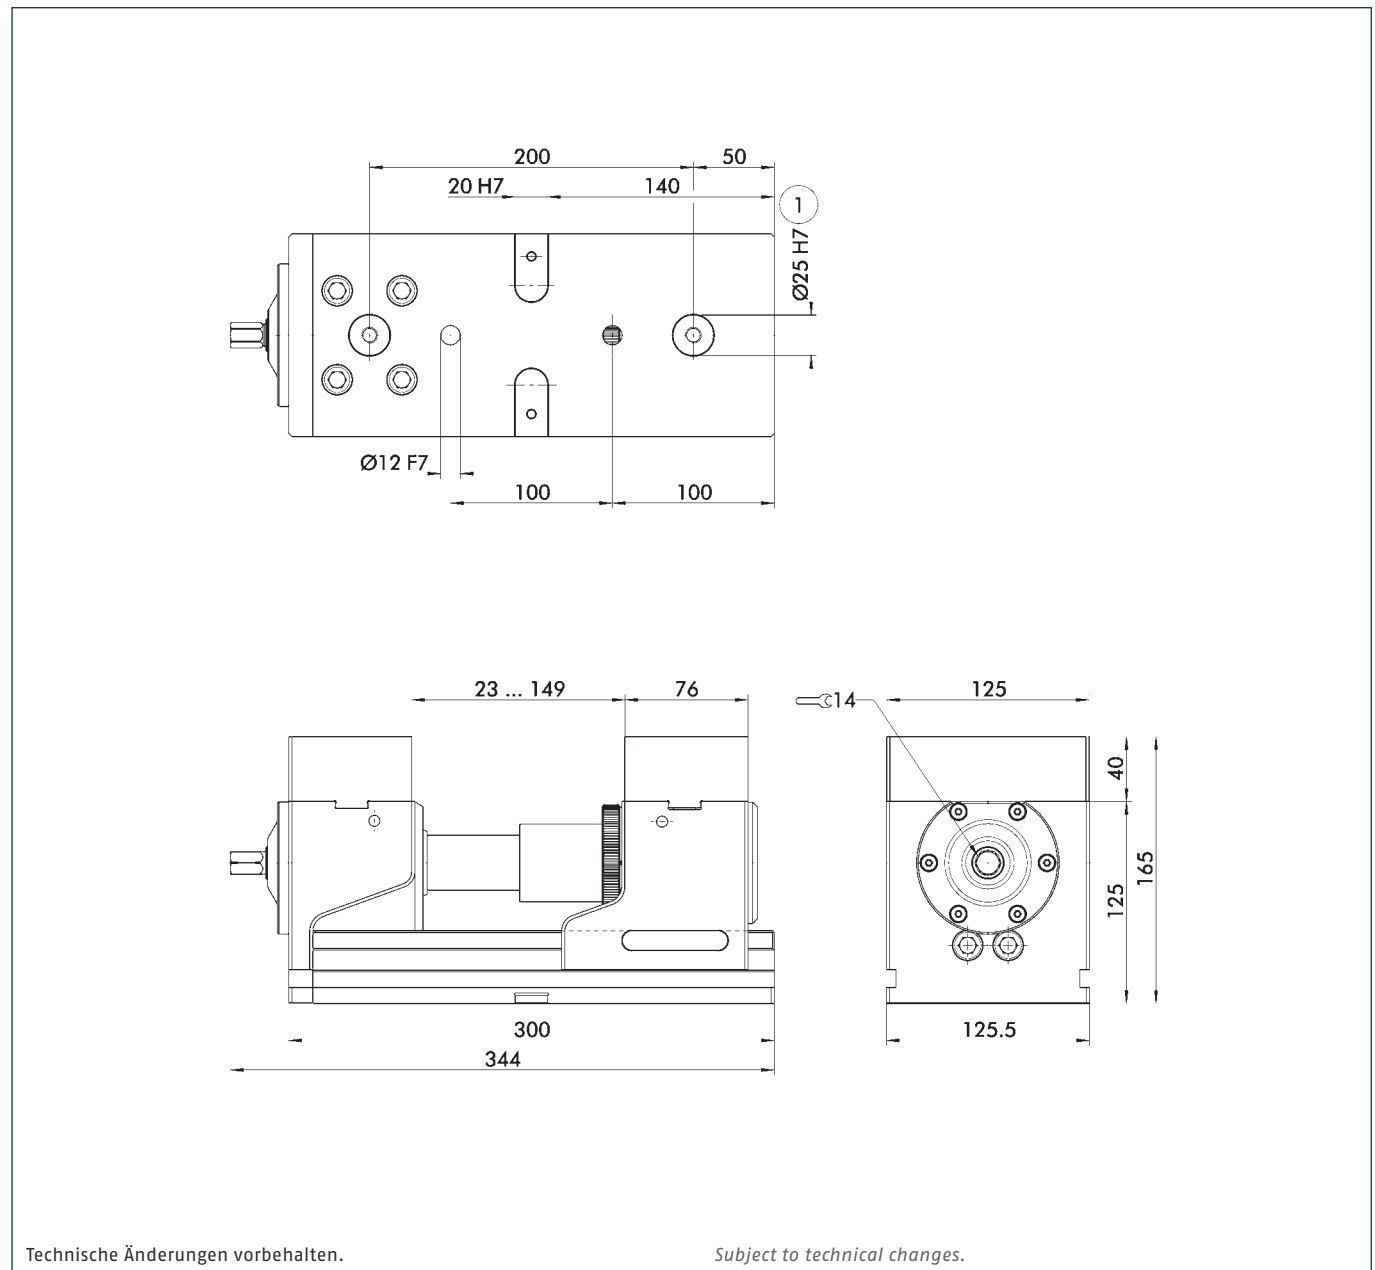 200
50
20 H7
140
1
Ø25 H7
Ø12 F7
100
100
23 ... 149
76
14
125
40
125
165
300
125.5
344
Technische Änderungen vorbehalten.
Subject to technical changes.